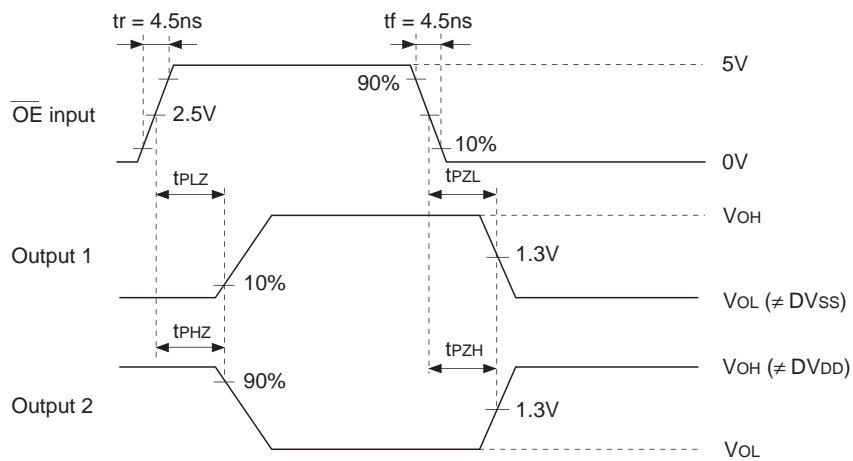 tr = 4.5ns
tf = 4.5ns
5V
90%
O̅E̅ input
2.5V
10%
0V
tPLZ
tPZL
VOH
Output 1
1.3V
10%
VOL (≠ DVSS)
tPHZ
tPZH
VOH (≠ DVDD)
90%
Output 2
1.3V
VOL